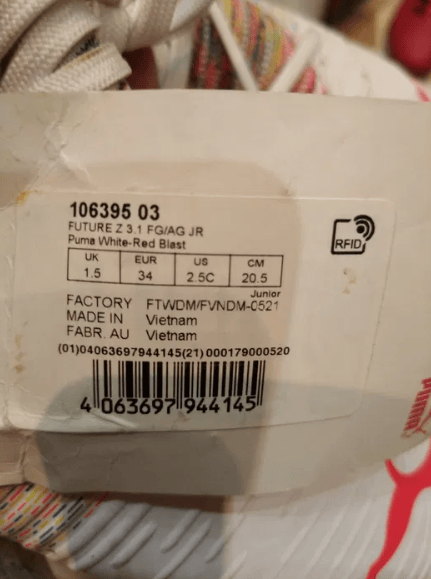 106395 03
FUTURE Z 3.1 FG/AG JR
Puma White-Red Blast
UK EUR US CM
1.5 34 2.5C 20.5
Junior
FACTORY FTWDM/FVNDM-0521
MADE IN Vietnam
FABR. AU Vietnam
(01)04063697944145(21)000179000520
4 063697 944145
RFID
PUMA